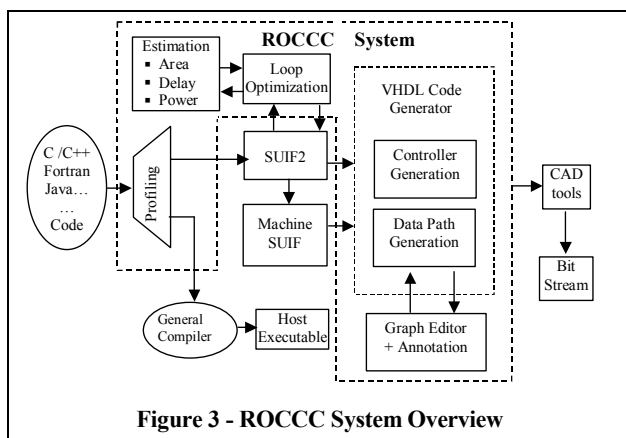 ROCCC System
Estimation
▪ Area
▪ Delay
▪ Power
Loop
Optimization
VHDL Code
Generator
C /C++
Fortran
Java…
…
Code
Profiling
SUIF2
Controller
Generation
CAD
tools
Machine
SUIF
Data Path
Generation
Bit
Stream
General
Compiler
Host
Executable
Graph Editor
+ Annotation
Figure 3 - ROCCC System Overview